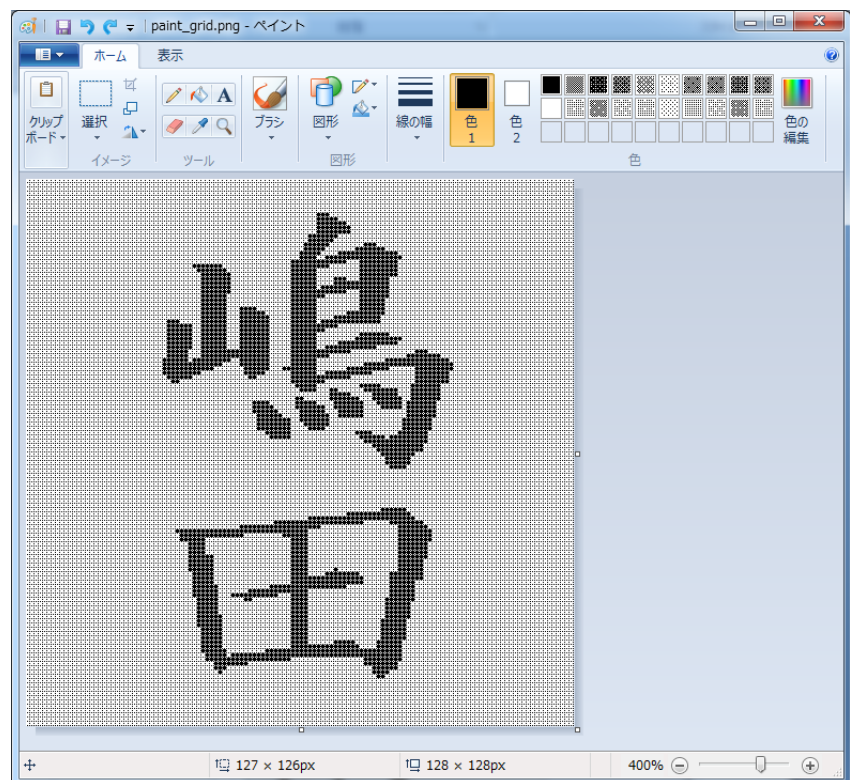 paint_grid.png - ペイント
ホーム 表示
クリップボード
選択
A
ブラシ
図形
線の幅
色 1
色 2
色の編集
イメージ
ツール
図形
色
嶋
田
127 × 126px
128 × 128px
400%